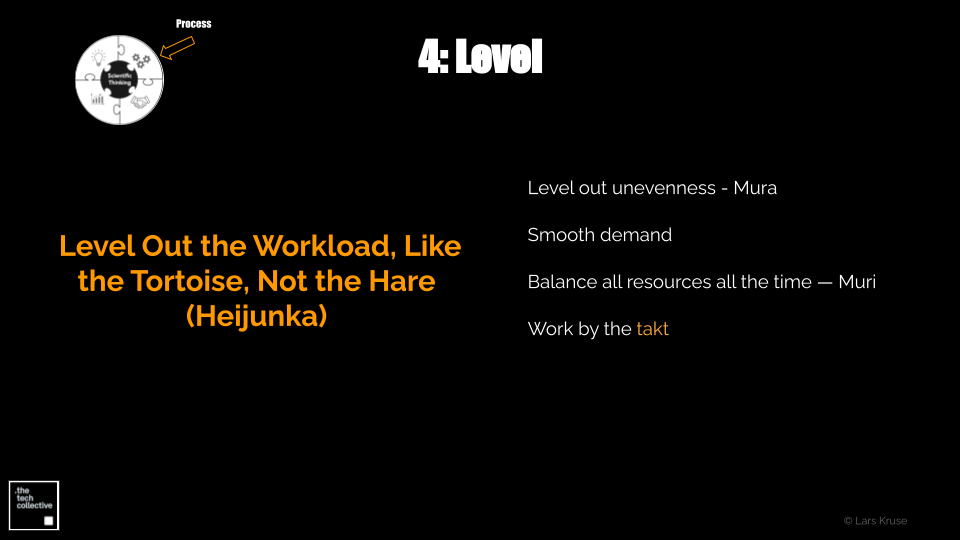 Process
4: Level
Scientific
Thinking
Level Out the Workload, Like
the Tortoise, Not the Hare
(Heijunka)
Level out unevenness - Mura
Smooth demand
Balance all resources all the time — Muri
Work by the takt
.the
tech
collective
© Lars Kruse